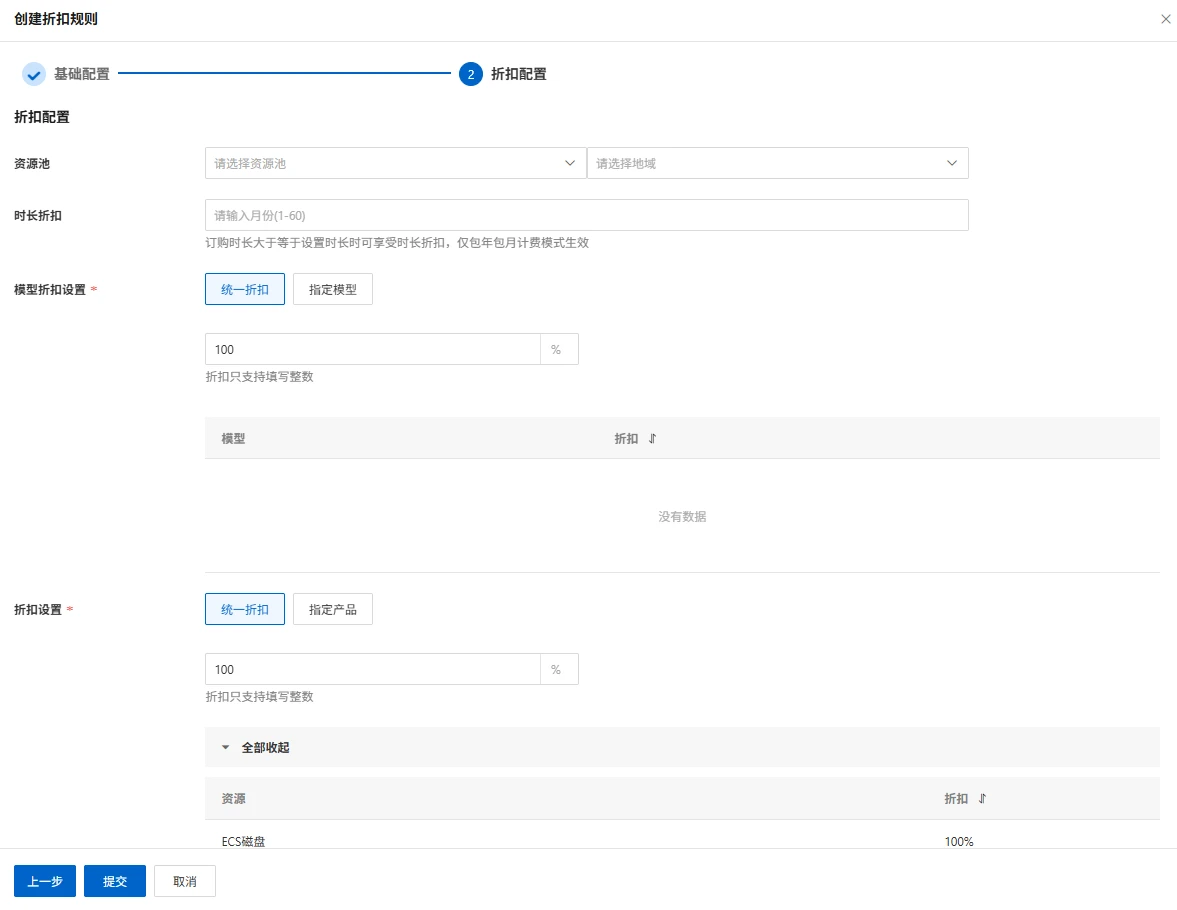 创建折扣规则
基础配置 2 折扣配置
折扣配置
资源池 请选择资源池 请选择地域
时长折扣 请输入月份(1-60)
订购时长大于等于设置时长时可享受时长折扣，仅包年包月计费模式生效
模型折扣设置 * 统一折扣 指定模型
100 %
折扣只支持填写整数
模型 折扣
没有数据
折扣设置 * 统一折扣 指定产品
100 %
折扣只支持填写整数
全部收起
资源 折扣
ECS磁盘 100%
上一步 提交 取消